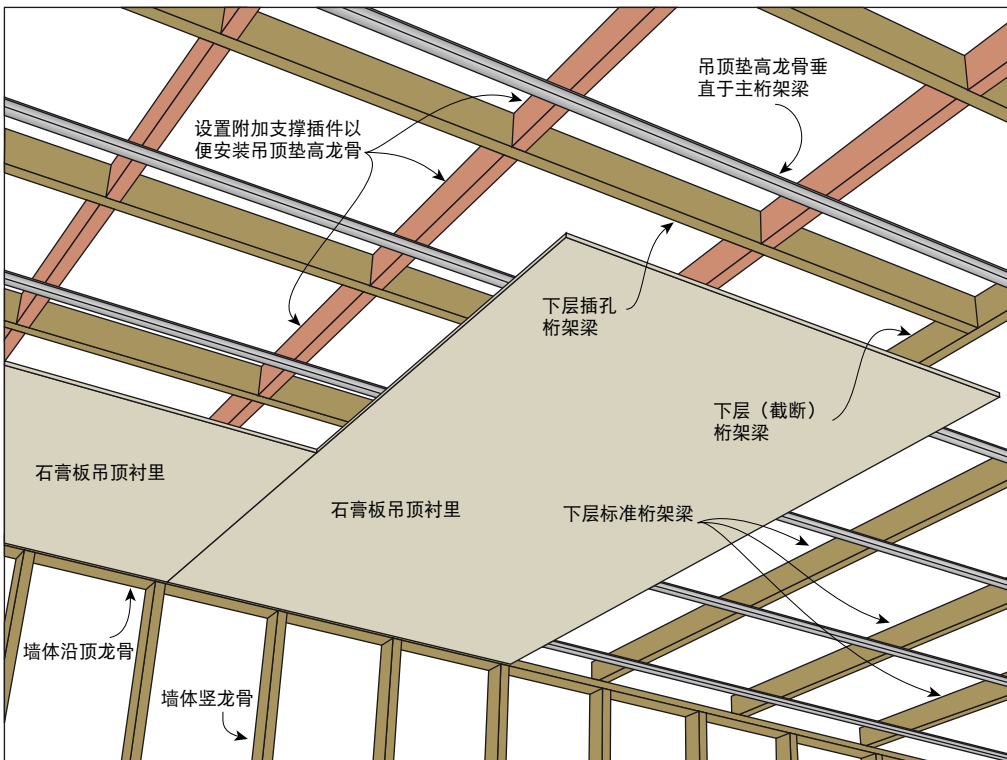 吊顶垫高龙骨垂
直于主桁架梁
设置附加支撑插件以
便安装吊顶垫高龙骨
下层插孔
桁架梁
下层（截断）
桁架梁
石膏板吊顶衬里
石膏板吊顶衬里
下层标准桁架梁
墙体沿顶龙骨
墙体竖龙骨